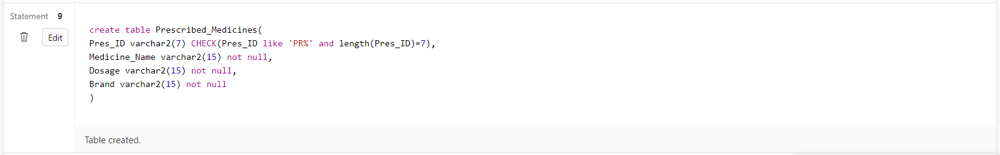 Statement 9
Edit
create table Prescribed_Medicines(
Pres_ID varchar2(7) CHECK(Pres_ID like 'PR%' and length(Pres_ID)=7),
Medicine_Name varchar2(15) not null,
Dosage varchar2(15) not null,
Brand varchar2(15) not null
)
Table created.